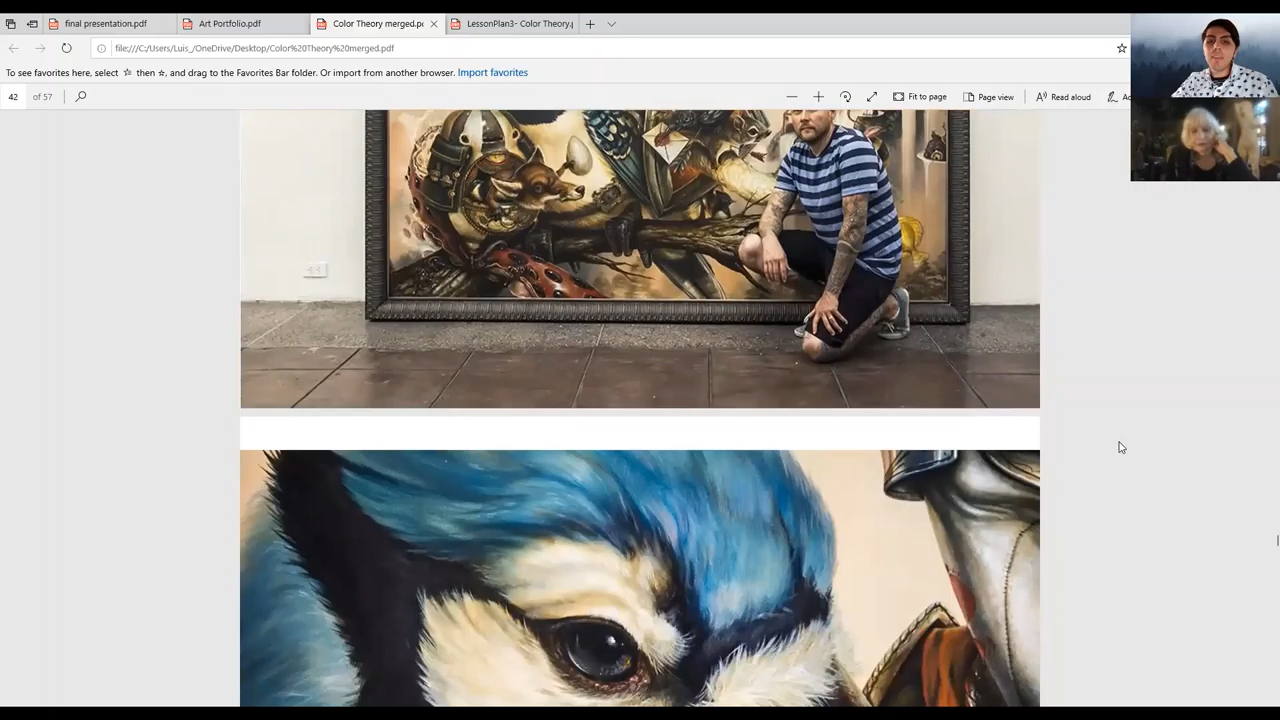 final presentation.pdf
Art Portfolio.pdf
Color Theory merged.pdf
LessonPlan3- Color Theory.p
file:///C:/Users/Luis_/OneDrive/Desktop/Color%20Theory%20merged.pdf
To see favorites here, select ☆ then ☆, and drag to the Favorites Bar folder. Or import from another browser. Import favorites
42 of 57
Fit to page
Page view
Read aloud